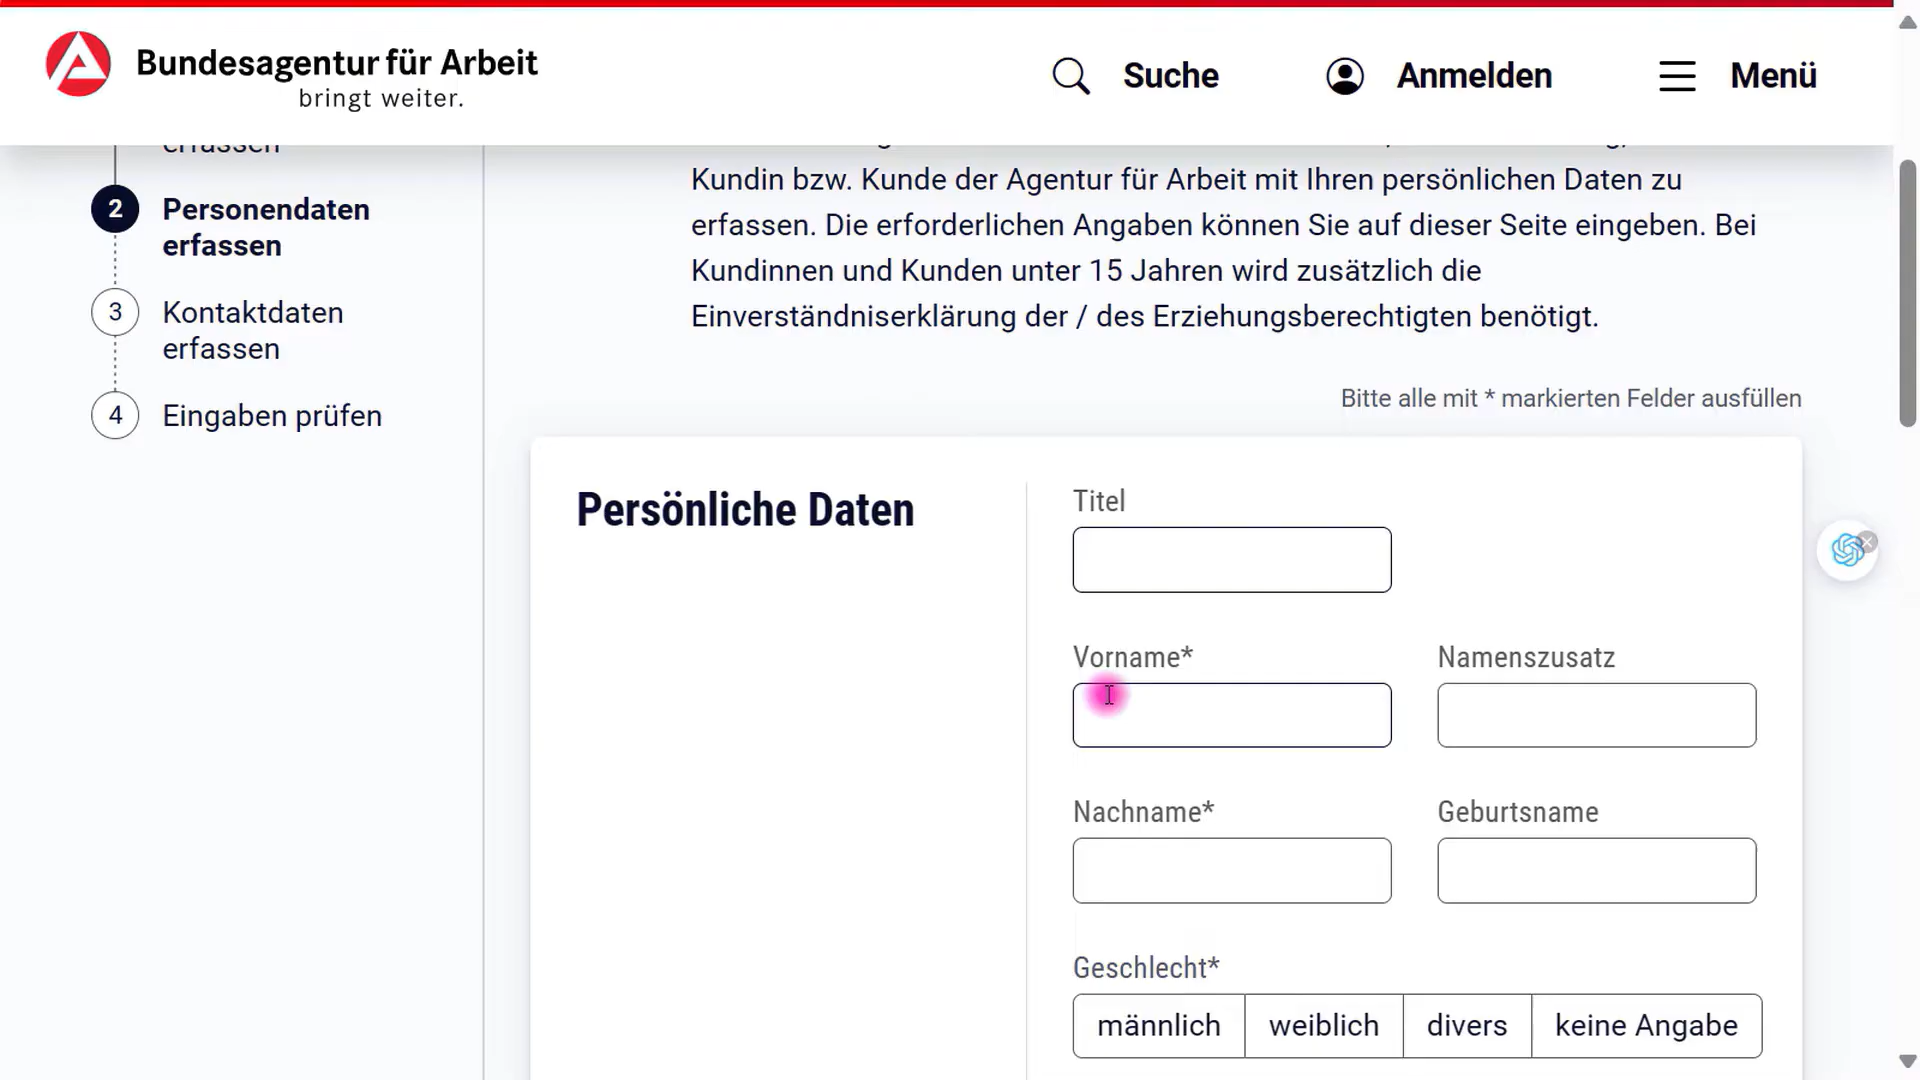 Bundesagentur für Arbeit
bringt weiter.
Suche
Anmelden
Menü
erfassen
2
Personendaten
erfassen
3
Kontaktdaten
erfassen
4
Eingaben prüfen
Kundin bzw. Kunde der Agentur für Arbeit mit Ihren persönlichen Daten zu
erfassen. Die erforderlichen Angaben können Sie auf dieser Seite eingeben. Bei
Kundinnen und Kunden unter 15 Jahren wird zusätzlich die
Einverständniserklärung der / des Erziehungsberechtigten benötigt.
Bitte alle mit * markierten Felder ausfüllen
Persönliche Daten
Titel
Vorname*
Namenszusatz
Nachname*
Geburtsname
Geschlecht*
männlich
weiblich
divers
keine Angabe